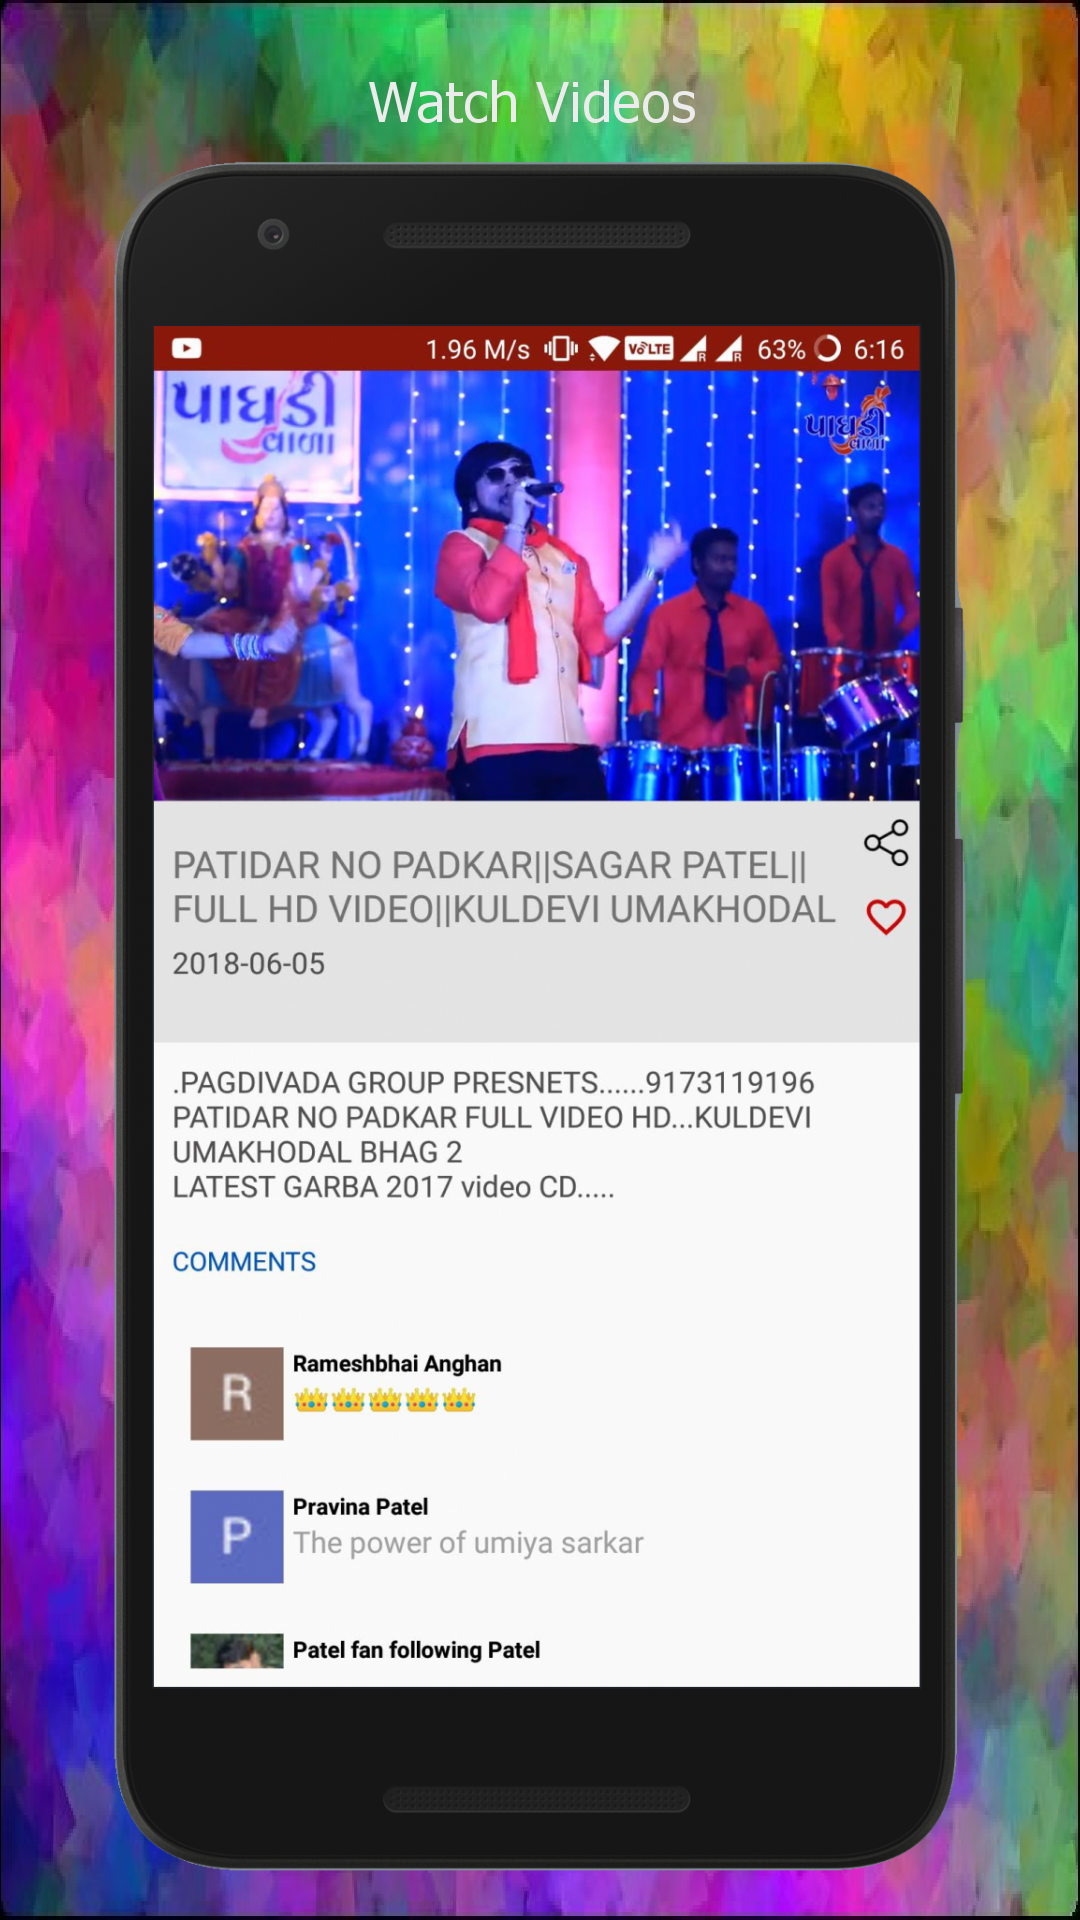 Watch Videos
1.96 M/s VoLTE R R 63% 6:16
પાઘડી
વાળા
પાઘડી
વાળા
PATIDAR NO PADKAR||SAGAR PATEL||
FULL HD VIDEO||KULDEVI UMAKHODAL
2018-06-05
.PAGDIVADA GROUP PRESNETS......9173119196
PATIDAR NO PADKAR FULL VIDEO HD...KULDEVI
UMAKHODAL BHAG 2
LATEST GARBA 2017 video CD.....
COMMENTS
R
Rameshbhai Anghan
👑👑👑👑👑
P
Pravina Patel
The power of umiya sarkar
Patel fan following Patel